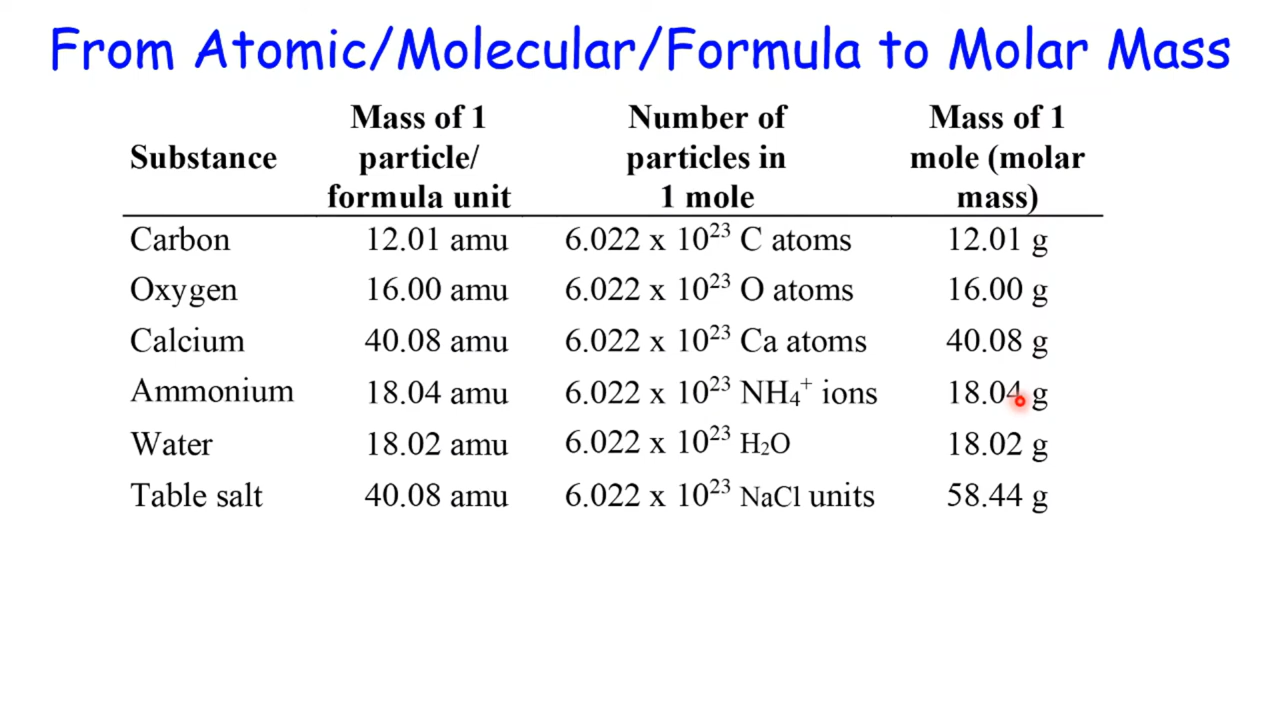 From Atomic/Molecular/Formula to Molar Mass
Substance Mass of 1 particle/ formula unit Number of particles in 1 mole Mass of 1 mole (molar mass)
Carbon 12.01 amu 6.022 x 10²³ C atoms 12.01 g
Oxygen 16.00 amu 6.022 x 10²³ O atoms 16.00 g
Calcium 40.08 amu 6.022 x 10²³ Ca atoms 40.08 g
Ammonium 18.04 amu 6.022 x 10²³ NH₄⁺ ions 18.04 g
Water 18.02 amu 6.022 x 10²³ H₂O 18.02 g
Table salt 40.08 amu 6.022 x 10²³ NaCl units 58.44 g